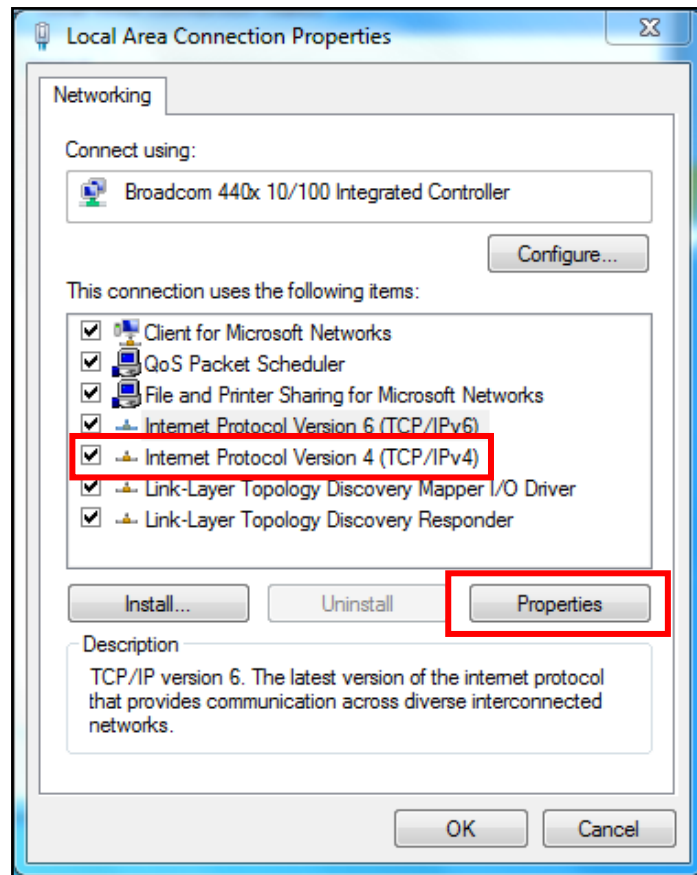 Local Area Connection Properties
Networking
Connect using:
Broadcom 440x 10/100 Integrated Controller
Configure...
This connection uses the following items:
Client for Microsoft Networks
QoS Packet Scheduler
File and Printer Sharing for Microsoft Networks
Internet Protocol Version 6 (TCP/IPv6)
Internet Protocol Version 4 (TCP/IPv4)
Link-Layer Topology Discovery Mapper I/O Driver
Link-Layer Topology Discovery Responder
Install... Uninstall Properties
Description
TCP/IP version 6. The latest version of the internet protocol
that provides communication across diverse interconnected
networks.
OK Cancel